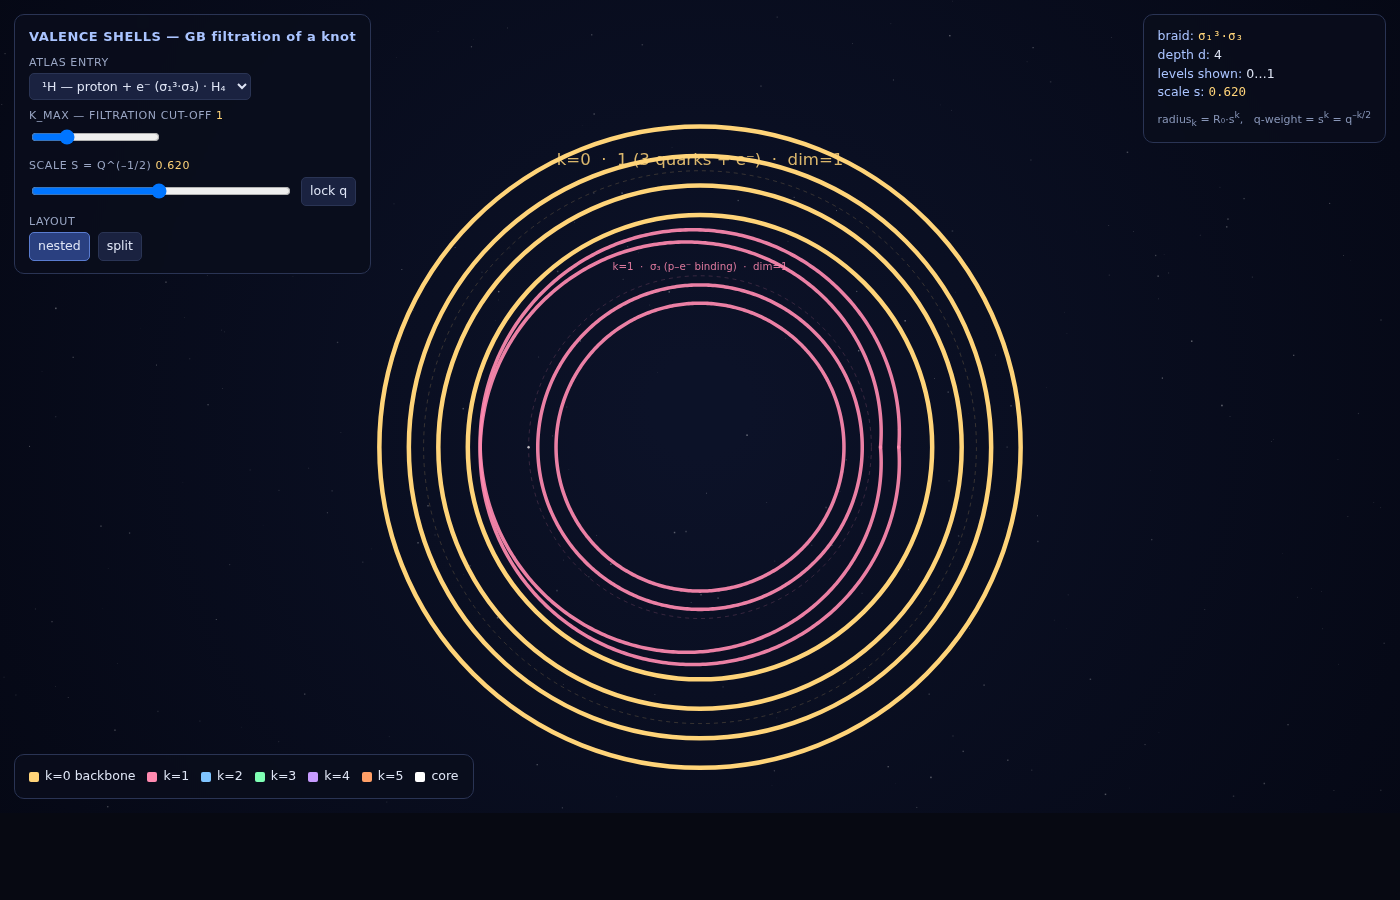 VALENCE SHELLS — GB filtration of a knot
ATLAS ENTRY
¹H — proton + e⁻ (σ₁³·σ₃) · H₄
K_MAX — FILTRATION CUT-OFF 1
SCALE S = Q^(–1/2) 0.620
lock q
LAYOUT
nested split
braid: σ₁³·σ₃
depth d: 4
levels shown: 0…1
scale s: 0.620
radiusₖ = R₀·sᵏ, q-weight = sᵏ = q⁻ᵏ/²
k=0 · 1 (3 quarks + e⁻) · dim=1
k=1 · σ₃ (p–e⁻ binding) · dim=1
k=0 backbone k=1 k=2 k=3 k=4 k=5 core